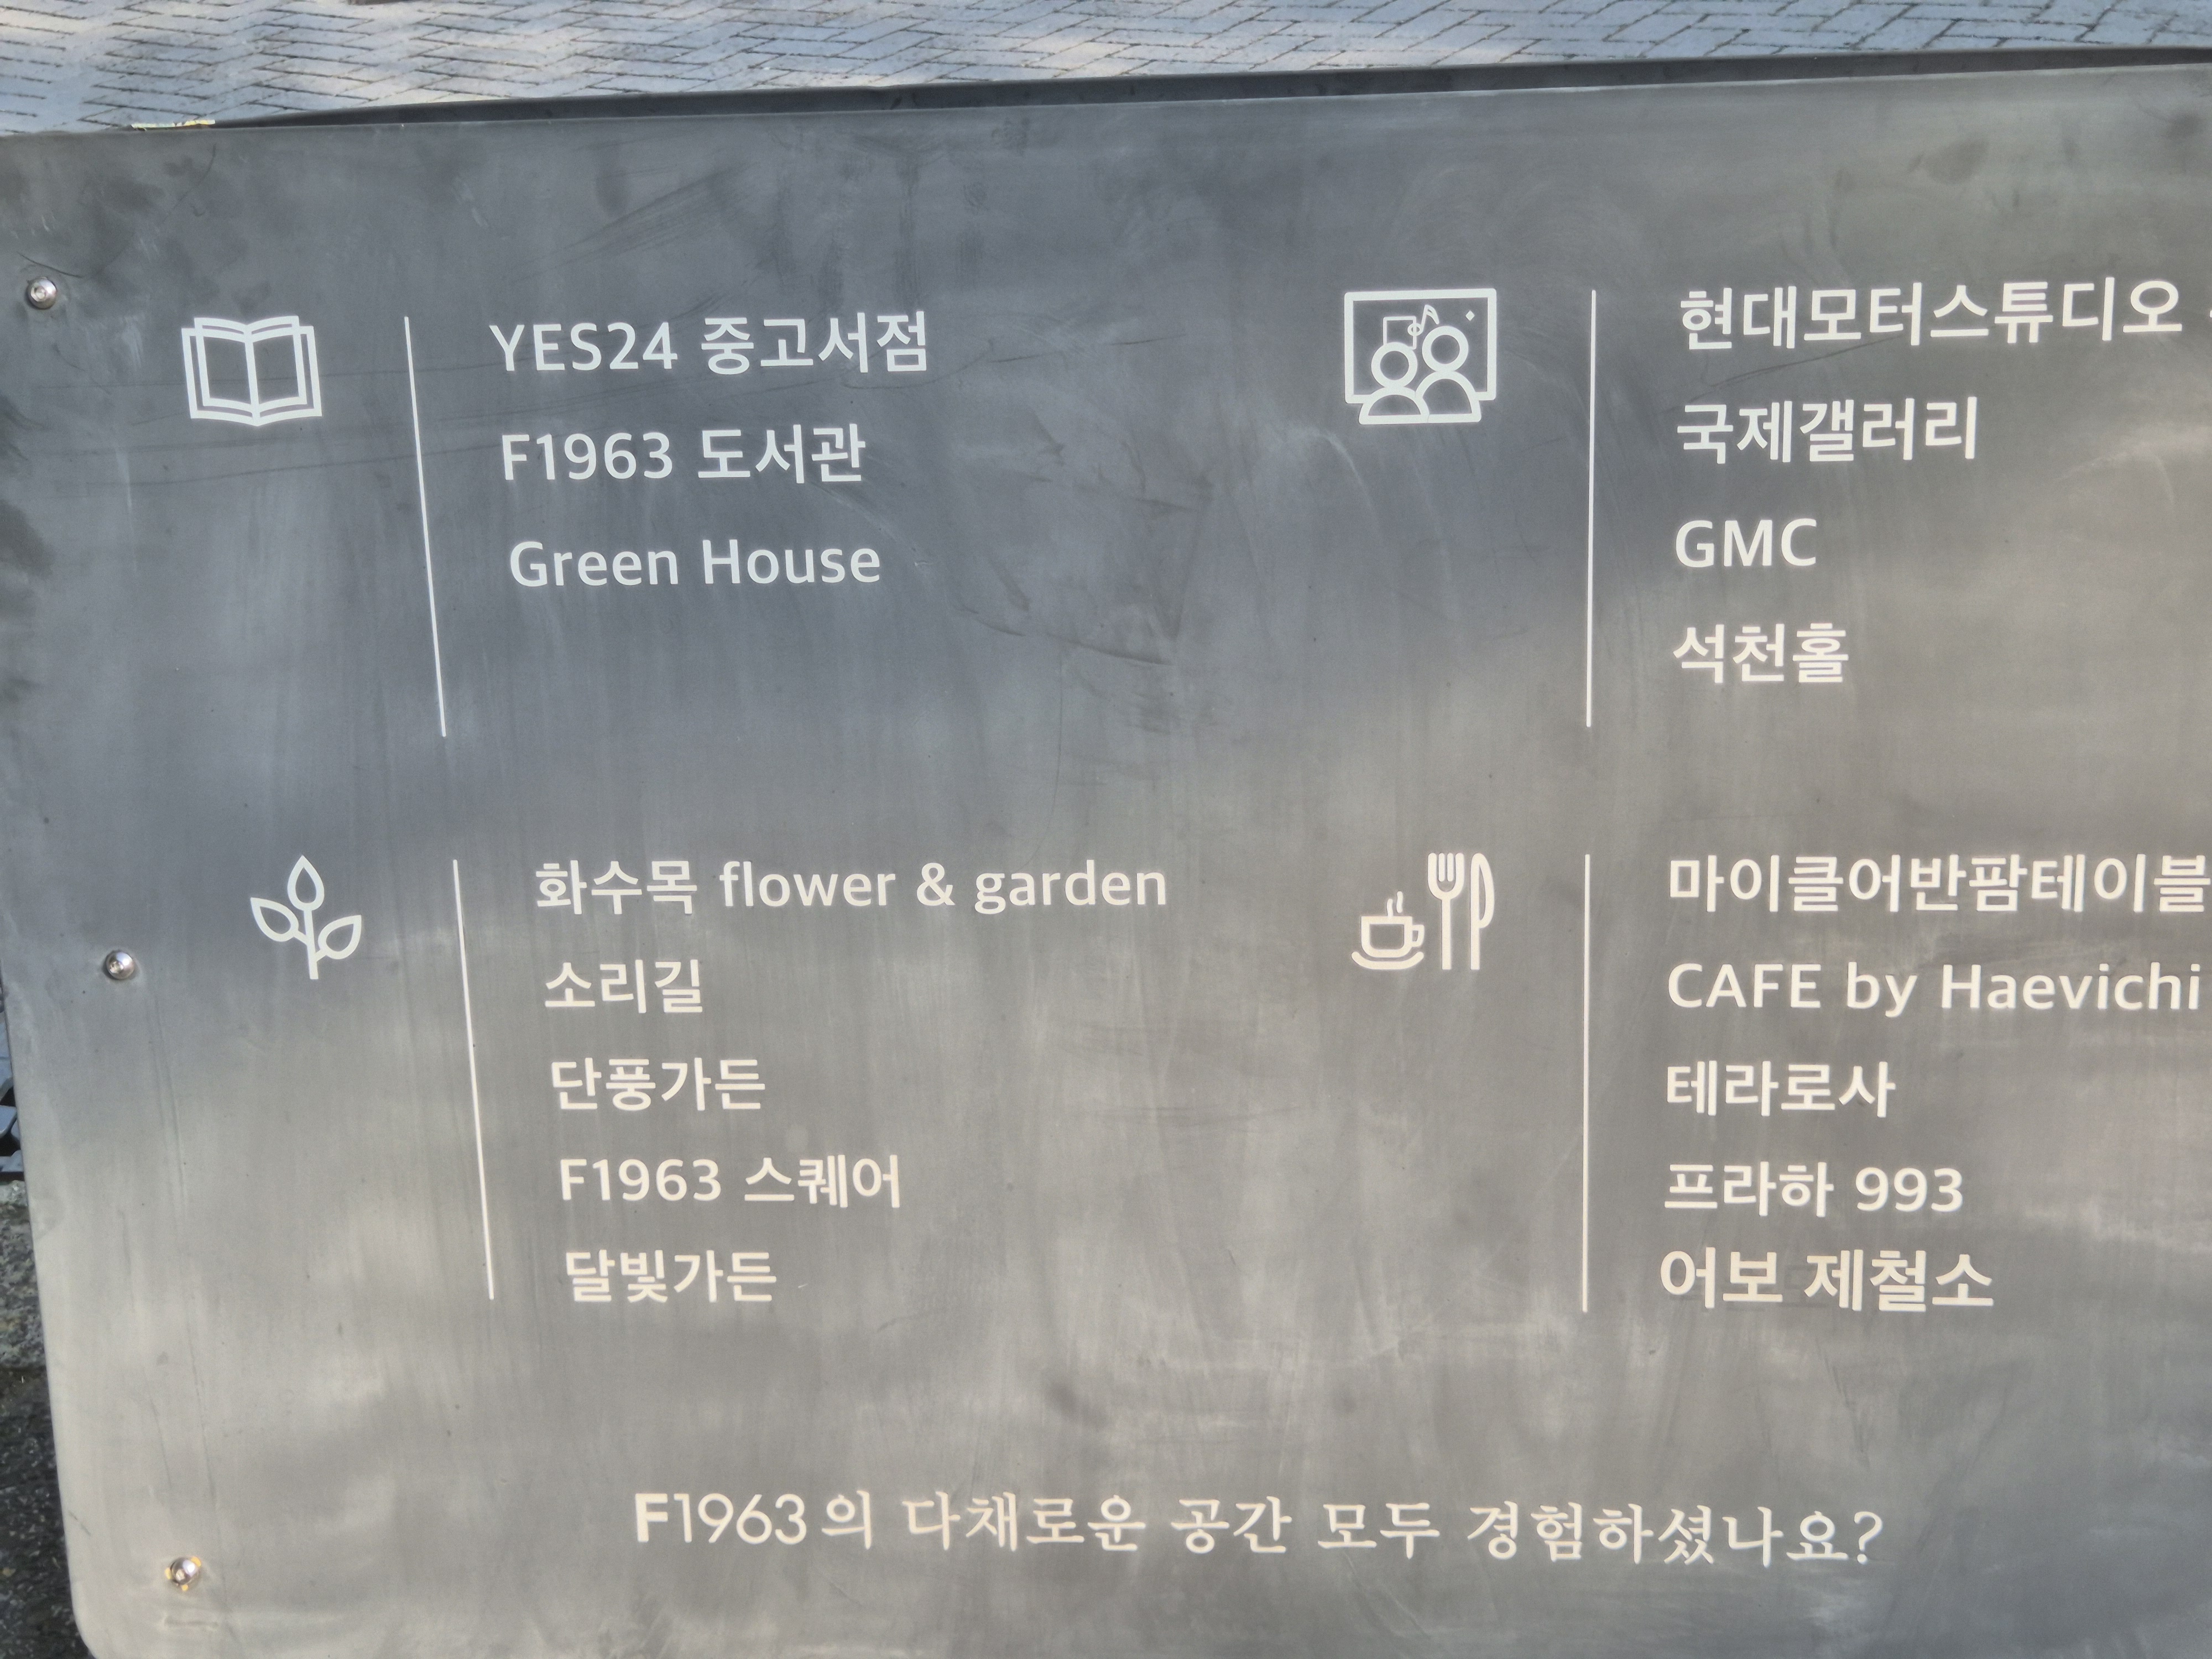 YES24 중고서점
F1963 도서관
Green House
현대모터스튜디오
국제갤러리
GMC
석천홀
화수목 flower & garden
소리길
단풍가든
F1963 스퀘어
달빛가든
마이클어반팜테이블
CAFE by Haevichi
테라로사
프라하 993
어보 제철소
F1963의 다채로운 공간 모두 경험하셨나요?